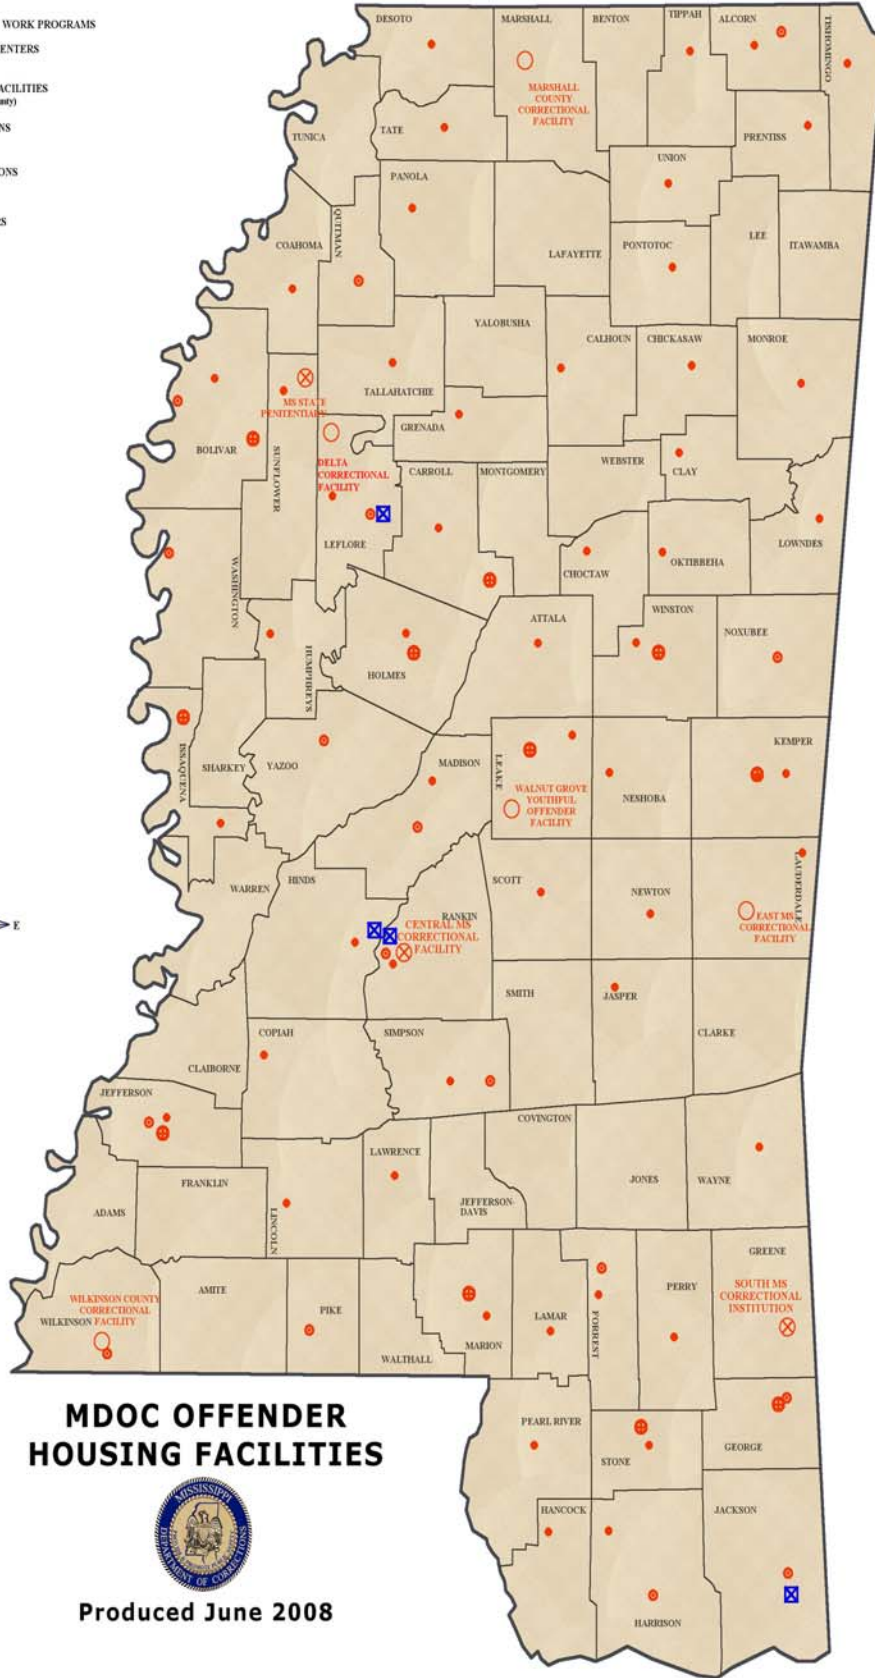 WORK PROGRAMS
ENTERS
ACILITIES
NS
ONS
S
DESOTO
MARSHALL
BENTON
TIPPAH
ALCORN
TISHOMINGO
MARSHALL
COUNTY
CORRECTIONAL
FACILITY
TUNICA
TATE
PRENTISS
UNION
PANOLA
QUITMAN
COAHOMA
LAFAYETTE
PONTOTOC
LEE
ITAWAMBA
YALOBUSHA
CALHOUN
CHICKASAW
MONROE
TALLAHATCHIE
MS STATE
PENITENTIARY
GRENADA
BOLIVAR
SUNFLOWER
DELTA
CORRECTIONAL
FACILITY
CARROLL
MONTGOMERY
WEBSTER
CLAY
LEFLORE
LOWNDES
WASHINGTON
CHOCTAW
OKTIBBEHA
ATTALA
WINSTON
NOXUBEE
HUMPHREYS
HOLMES
ISSAQUENA
SHARKEY
YAZOO
MADISON
LEAKE
KEMPER
WALNUT GROVE
YOUTHFUL
OFFENDER
FACILITY
NESHOBA
WARREN
HINDS
SCOTT
NEWTON
LAUDERDALE
RANKIN
CENTRAL MS
CORRECTIONAL
FACILITY
EAST MS
CORRECTIONAL
FACILITY
E
SMITH
JASPER
COPIAH
SIMPSON
CLARKE
CLAIBORNE
JEFFERSON
COVINGTON
LAWRENCE
FRANKLIN
JONES
WAYNE
ADAMS
LINCOLN
JEFFERSON-
DAVIS
GREENE
AMITE
PERRY
SOUTH MS
CORRECTIONAL
INSTITUTION
WILKINSON COUNTY
CORRECTIONAL
FACILITY
WILKINSON
PIKE
LAMAR
FORREST
MARION
WALTHALL
MDOC OFFENDER
HOUSING FACILITIES
PEARL RIVER
STONE
GEORGE
HANCOCK
JACKSON
MISSISSIPPI
DEPARTMENT OF CORRECTIONS
Produced June 2008
HARRISON